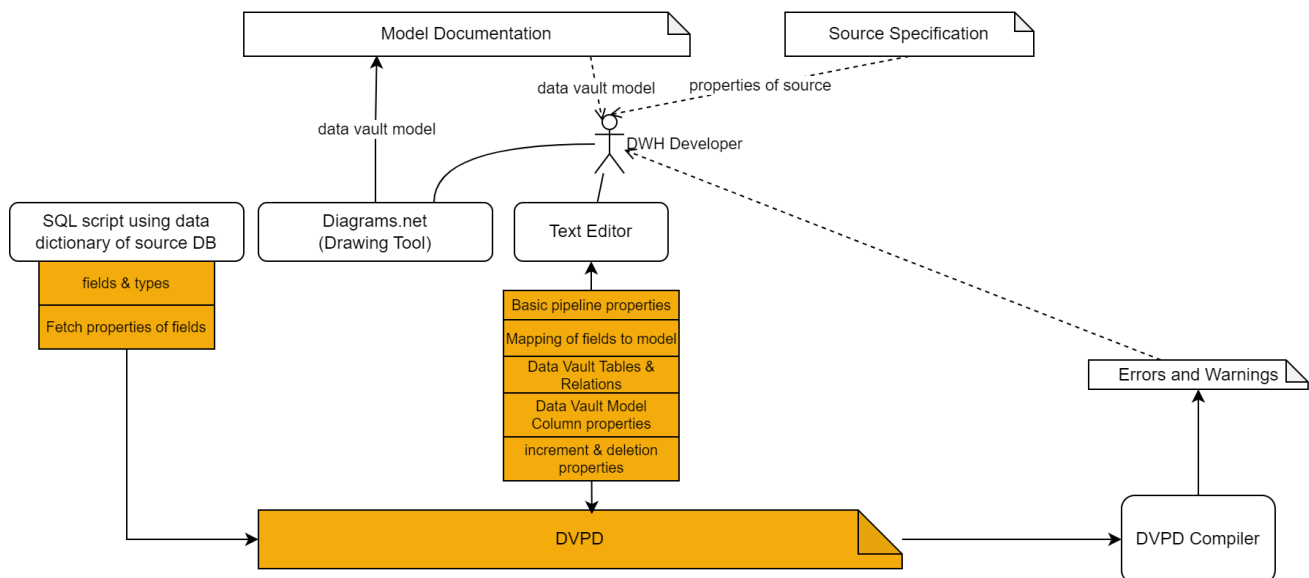 Model Documentation
Source Specification
data vault model
properties of source
data vault model
DWH Developer
SQL script using data
dictionary of source DB
Diagrams.net
(Drawing Tool)
Text Editor
fields & types
Fetch properties of fields
Basic pipeline properties
Mapping of fields to model
Data Vault Tables &
Relations
Data Vault Model
Column properties
increment & deletion
properties
Errors and Warnings
DVPD
DVPD Compiler